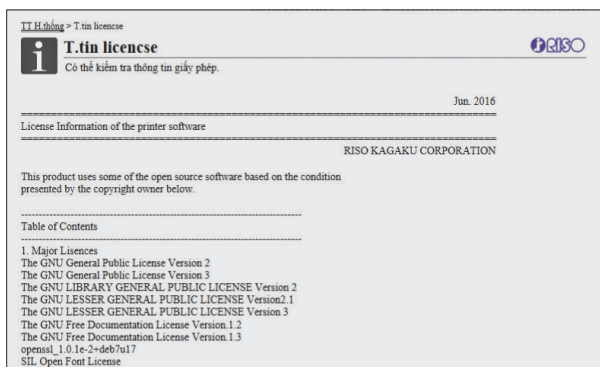 TT H.thống > T.tin licencse
T.tin licencse
RISO
Có thể kiểm tra thông tin giấy phép.
Jun. 2016
License Information of the printer software
RISO KAGAKU CORPORATION
This product uses some of the open source software based on the condition
presented by the copyright owner below.
Table of Contents
1. Major Lisences
The GNU General Public License Version 2
The GNU General Public License Version 3
The GNU LIBRARY GENERAL PUBLIC LICENSE Version 2
The GNU LESSER GENERAL PUBLIC LICENSE Version2.1
The GNU LESSER GENERAL PUBLIC LICENSE Version 3
The GNU Free Documentation License Version.1.2
The GNU Free Documentation License Version.1.3
openssl_1.0.1e-2+deb7u17
SIL Open Font License